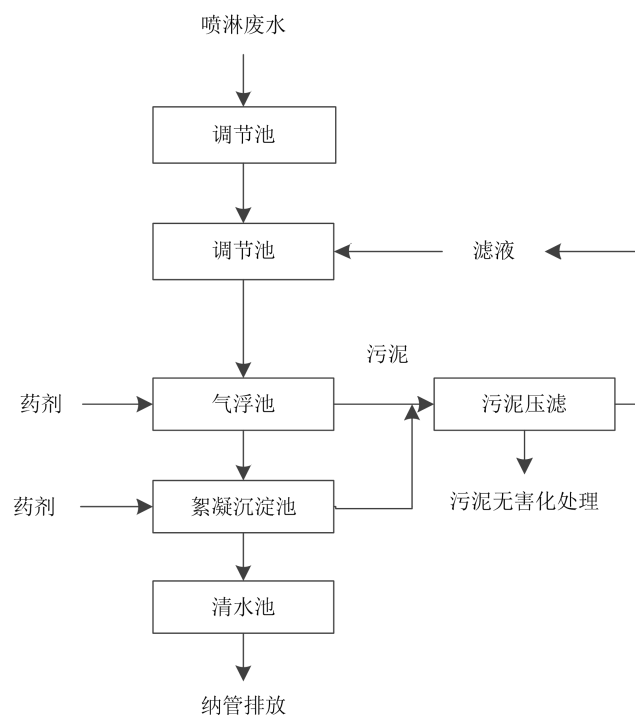 喷淋废水
调节池
调节池
滤液
污泥
药剂
气浮池
污泥压滤
药剂
絮凝沉淀池
污泥无害化处理
清水池
纳管排放